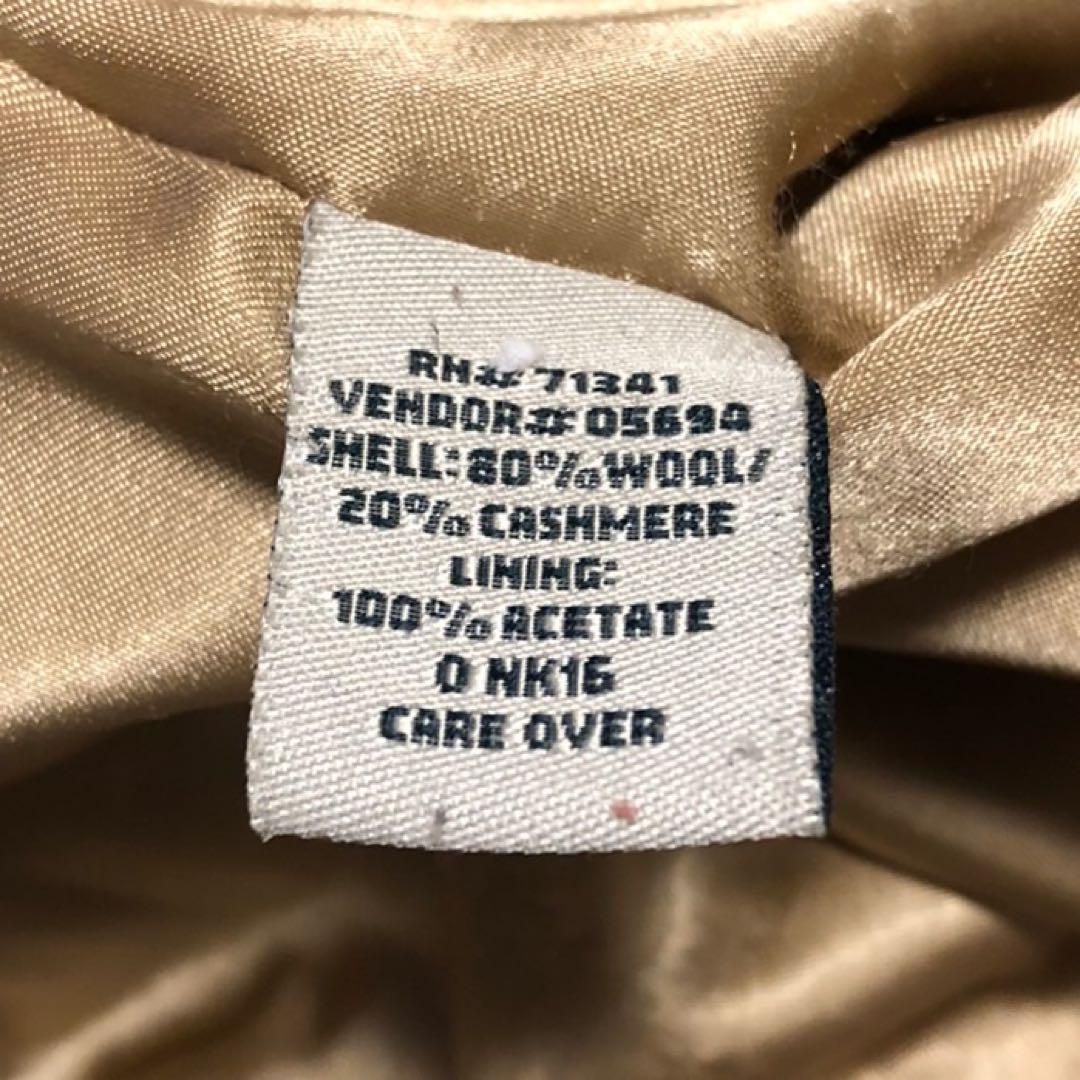 RN# 71341
VENDOR# 05694
SHELL: 80% WOOL/
20% CASHMERE
LINING:
100% ACETATE
0 NK16
CARE OVER